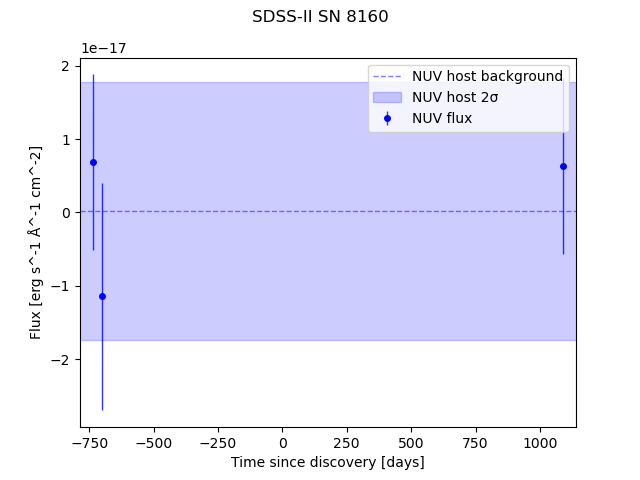 SDSS-II SN 8160
1e−17
NUV host background
NUV host 2σ
NUV flux
2
1
0
−1
−2
Flux [erg s^-1 Å^-1 cm^-2]
−750 −500 −250 0 250 500 750 1000
Time since discovery [days]